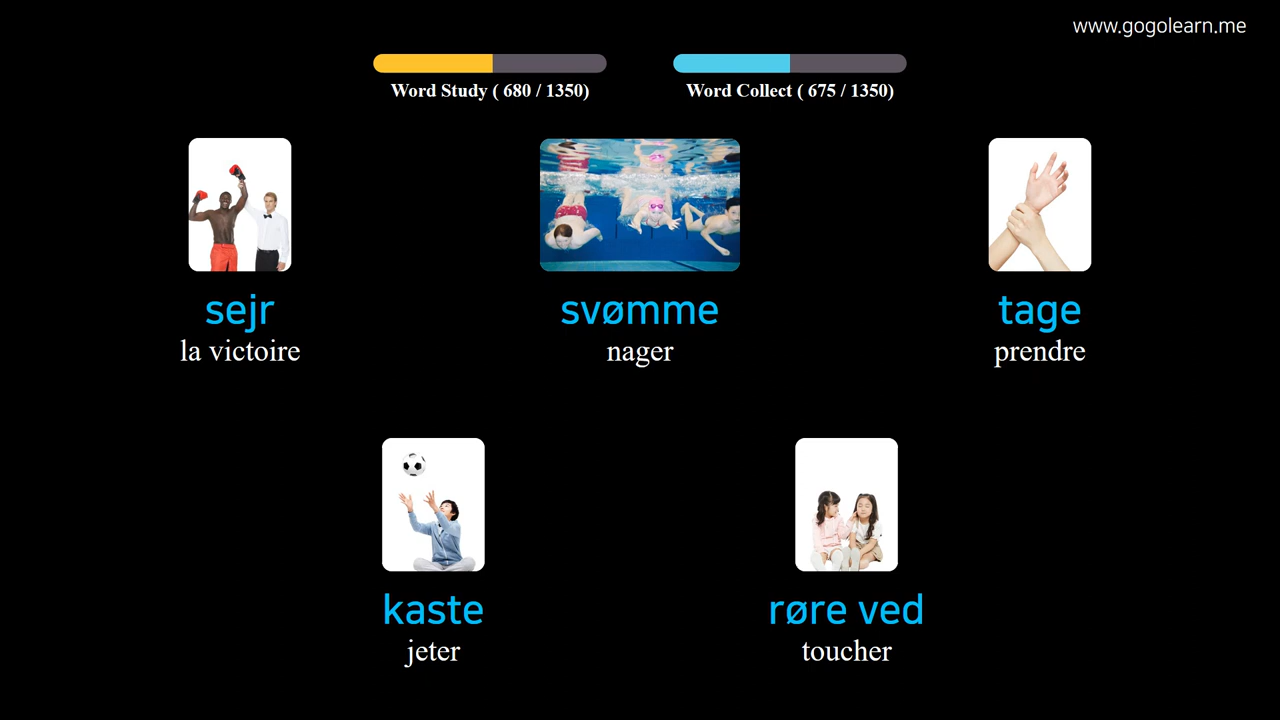 www.gogolearn.me
Word Study ( 680 / 1350)
Word Collect ( 675 / 1350)
sejr
la victoire
svømme
nager
tage
prendre
kaste
jeter
røre ved
toucher